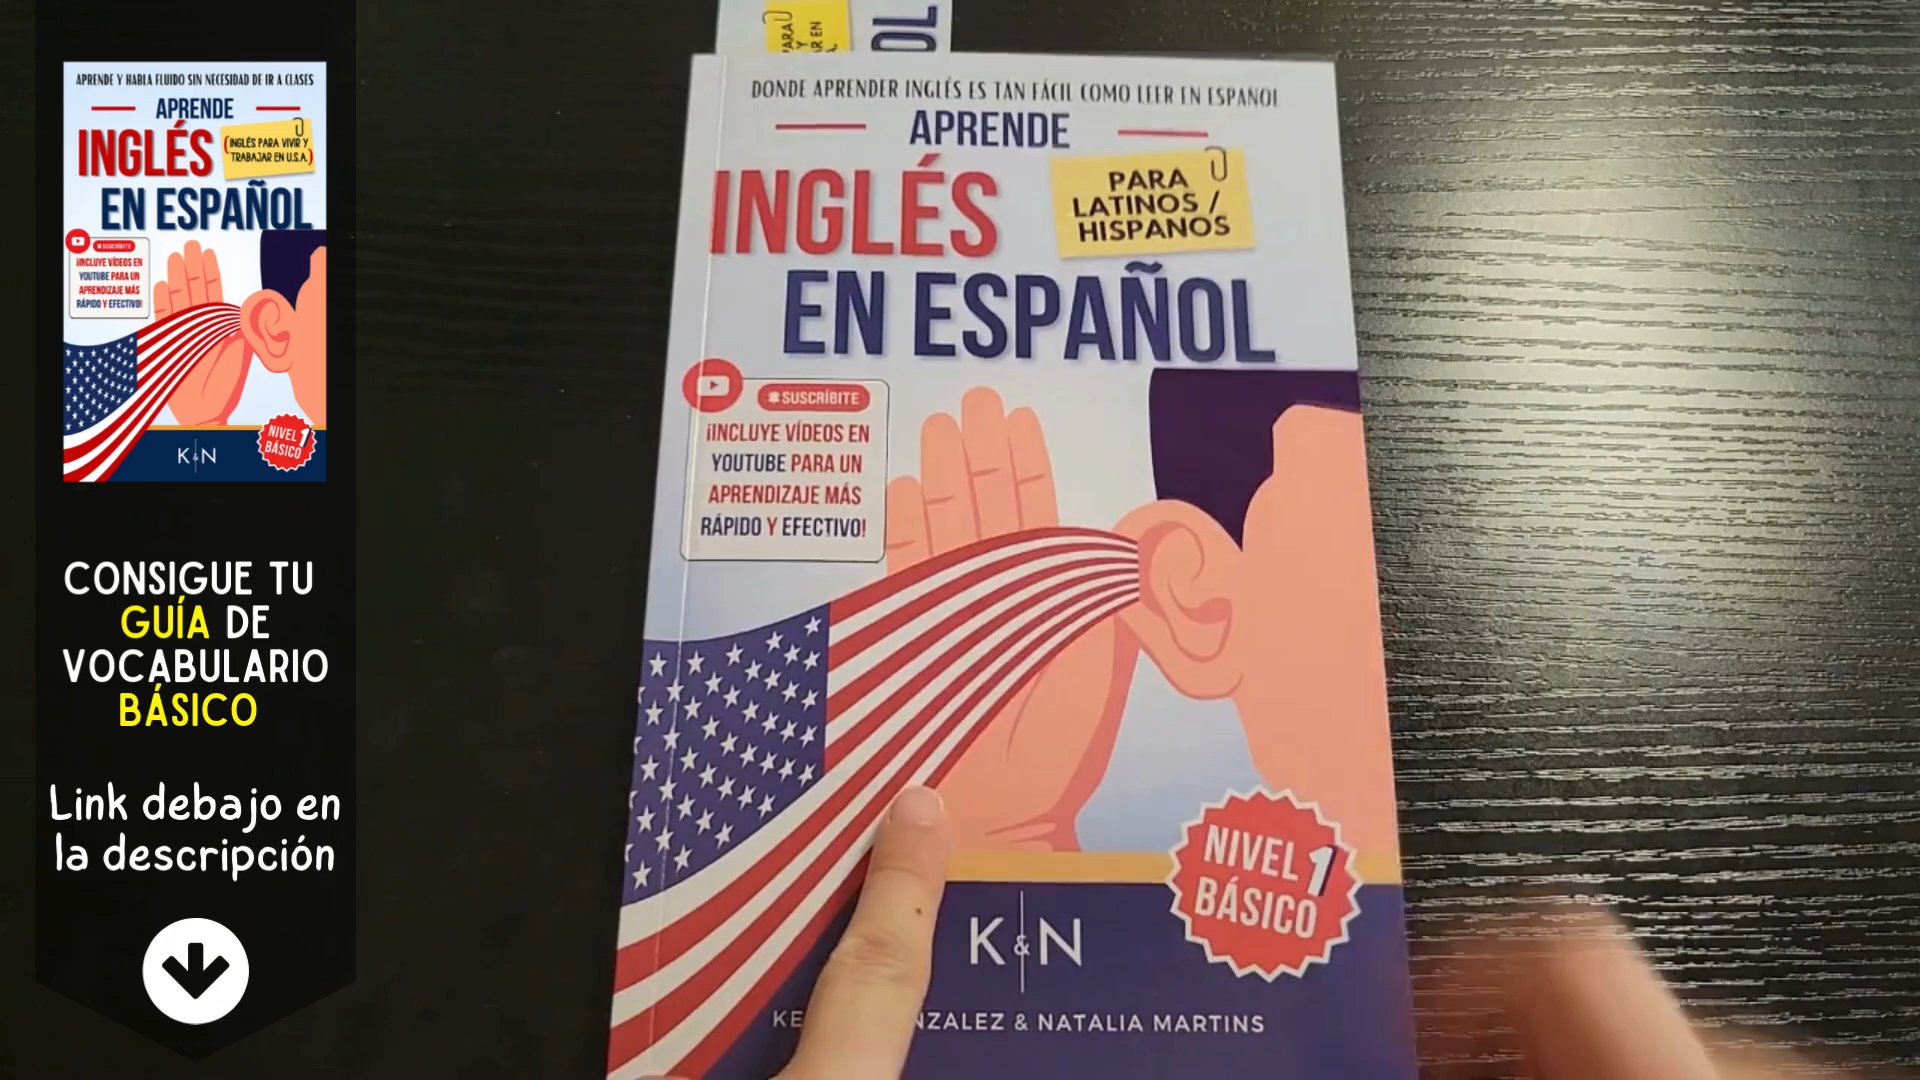 APRENDE Y HABLA FLUIDO SIN NECESIDAD DE IR A CLASES
APRENDE
INGLÉS
(INGLÉS PARA VIVIR Y
TRABAJAR EN U.S.A.)
EN ESPAÑOL
SUSCRÍBITE
¡INCLUYE VÍDEOS EN
YOUTUBE PARA UN
APRENDIZAJE MÁS
RÁPIDO Y EFECTIVO!
NIVEL 1
BÁSICO
K&N
CONSIGUE TU
GUÍA DE
VOCABULARIO
BÁSICO
Link debajo en
la descripción
DONDE APRENDER INGLÉS ES TAN FÁCIL COMO LEER EN ESPAÑOL
APRENDE
INGLÉS
PARA
LATINOS /
HISPANOS
EN ESPAÑOL
SUSCRÍBITE
¡INCLUYE VÍDEOS EN
YOUTUBE PARA UN
APRENDIZAJE MÁS
RÁPIDO Y EFECTIVO!
NIVEL 1
BÁSICO
K&N
& NATALIA MARTINS